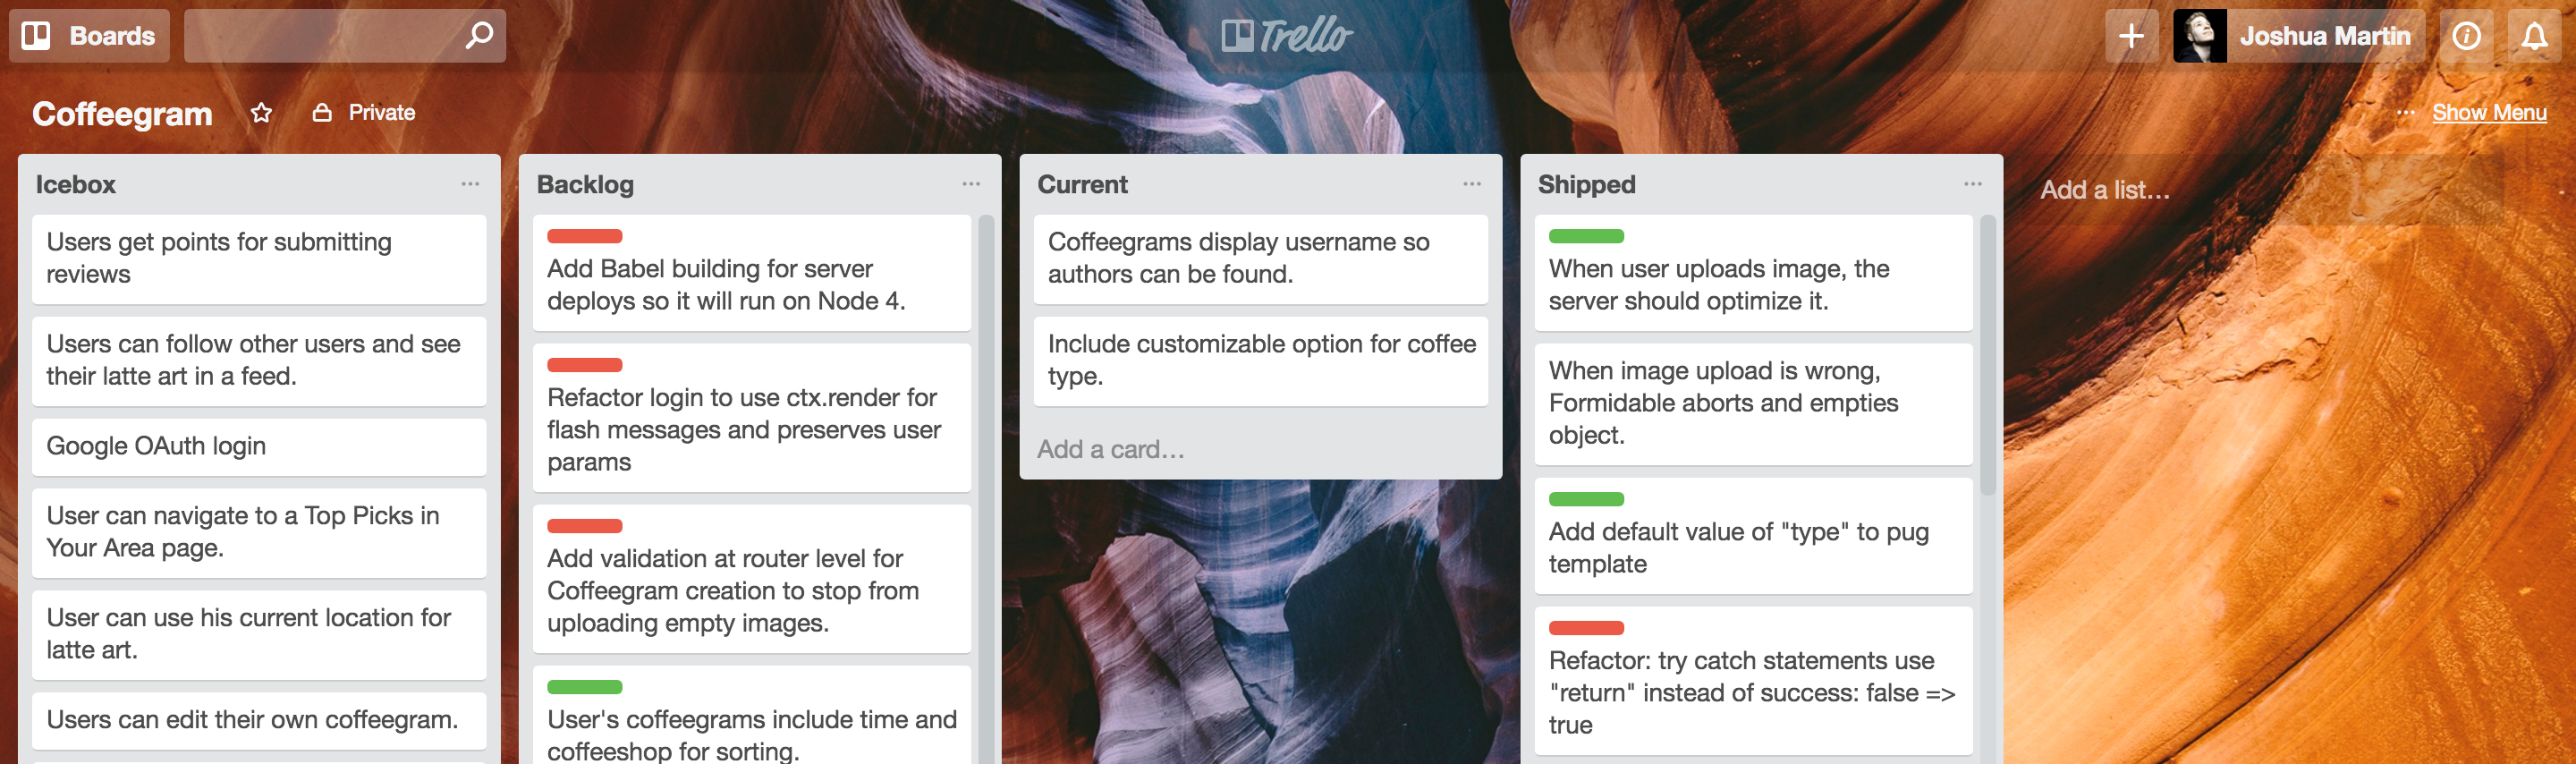 Boards
Trello
Joshua Martin
Coffeegram
Private
... Show Menu
Icebox
Users get points for submitting
reviews
Users can follow other users and see
their latte art in a feed.
Google OAuth login
User can navigate to a Top Picks in
Your Area page.
User can use his current location for
latte art.
Users can edit their own coffeegram.
Backlog
Add Babel building for server
deploys so it will run on Node 4.
Refactor login to use ctx.render for
flash messages and preserves user
params
Add validation at router level for
Coffeegram creation to stop from
uploading empty images.
User's coffeegrams include time and
coffeeshop for sorting.
Current
Coffeegrams display username so
authors can be found.
Include customizable option for coffee
type.
Add a card…
Shipped
When user uploads image, the
server should optimize it.
When image upload is wrong,
Formidable aborts and empties
object.
Add default value of "type" to pug
template
Refactor: try catch statements use
"return" instead of success: false =>
true
Add a list…